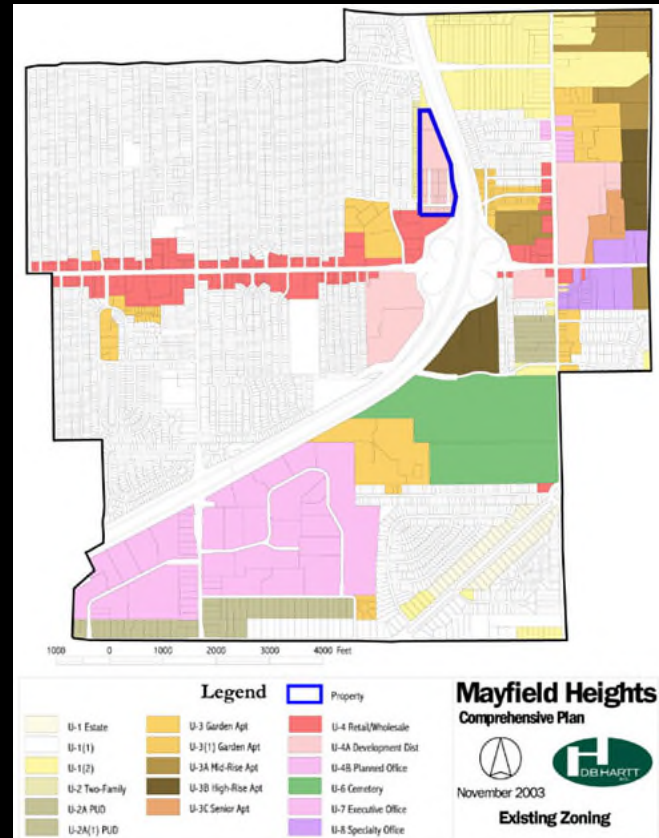 1000 0 1000 2000 3000 4000 Feet
Legend
Property
U-1 Estate
U-1(1)
U-1(2)
U-2 Two-Family
U-2A PUD
U-2A(1) PUD
U-3 Garden Apt
U-3(1) Garden Apt
U-3A Mid-Rise Apt
U-3B High-Rise Apt
U-3C Senior Apt
U-4 Retail/Wholesale
U-4A Development Dist
U-4B Planned Office
U-6 Cemetery
U-7 Executive Office
U-8 Specialty Office
Mayfield Heights
Comprehensive Plan
H
D.B.HARTT
INC.
November 2003
Existing Zoning